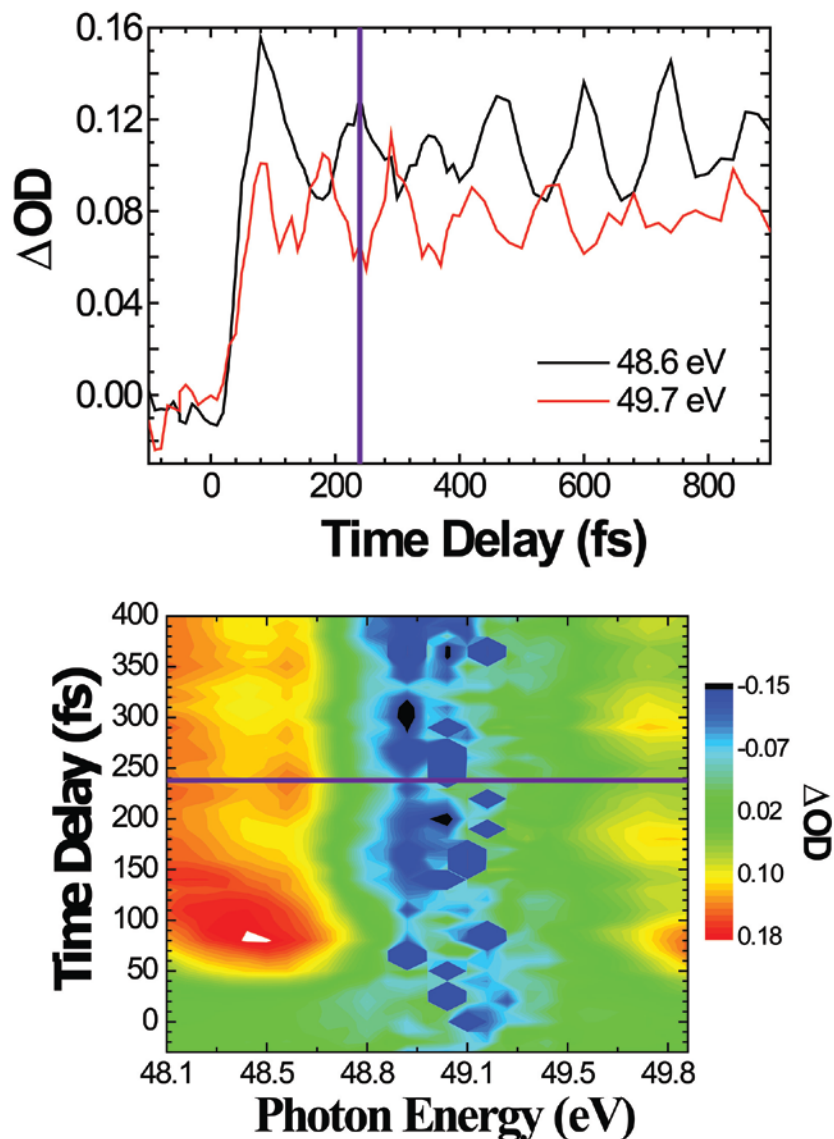 0.16
0.12
0.08
0.04
0.00
ΔOD
48.6 eV
49.7 eV
0 200 400 600 800
Time Delay (fs)
400
350
300
250
200
150
100
50
0
Time Delay (fs)
48.1 48.5 48.8 49.1 49.5 49.8
Photon Energy (eV)
-0.15
-0.07
0.02
0.10
0.18
ΔOD